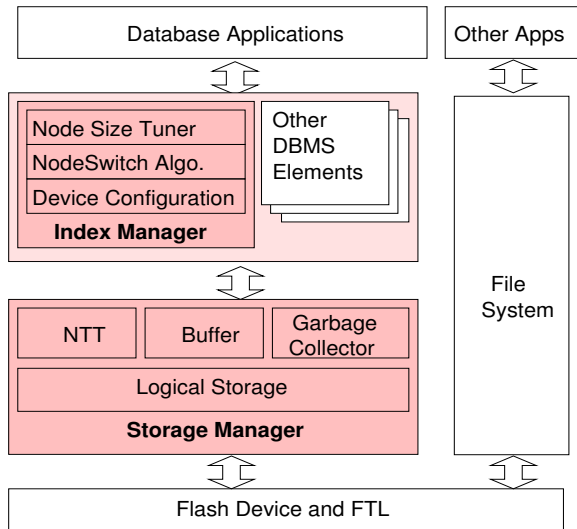 Database Applications
Other Apps
Node Size Tuner
NodeSwitch Algo.
Device Configuration
Index Manager
Other
DBMS
Elements
File
System
NTT
Buffer
Garbage
Collector
Logical Storage
Storage Manager
Flash Device and FTL